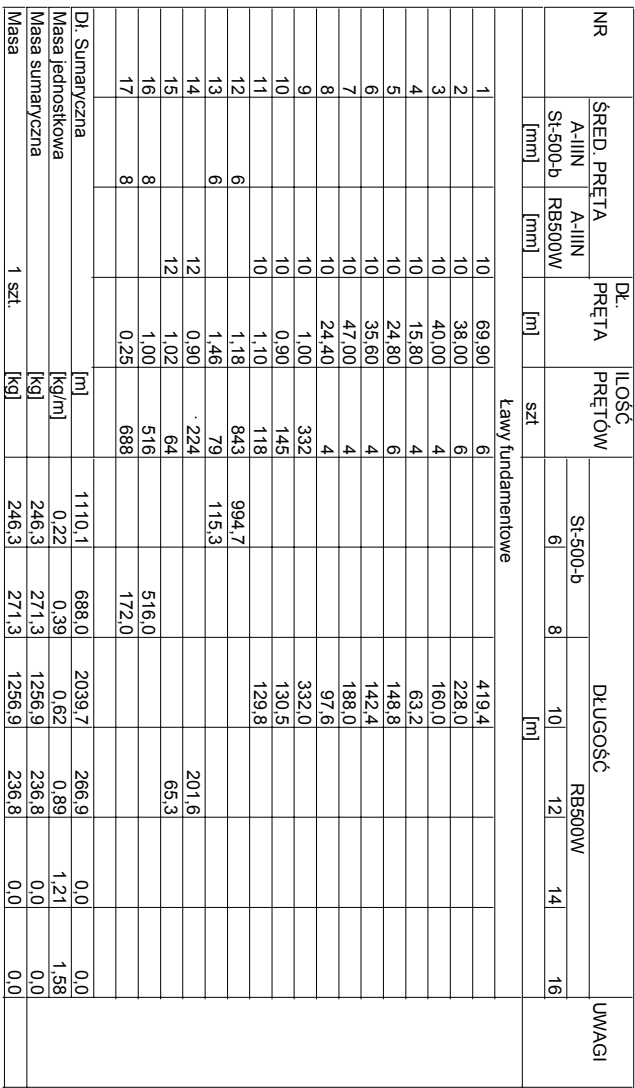 NR ŚRED. PRĘTA DŁ. PRĘTA ILOŚĆ PRĘTÓW DŁUGOŚĆ UWAGI
A-IIIN St-500-b A-IIIN RB500W St-500-b RB500W
[mm] [mm] [m] szt 6 8 10 12 14 16
[m]
Ławy fundamentowe
1 10 69,90 6 419,4
2 10 38,00 6 228,0
3 10 40,00 4 160,0
4 10 15,80 4 63,2
5 10 24,80 6 148,8
6 10 35,60 4 142,4
7 10 47,00 4 188,0
8 10 24,40 4 97,6
9 10 1,00 332 332,0
10 10 0,90 145 130,5
11 10 1,10 118 129,8
12 6 1,18 843 994,7
13 6 1,46 79 115,3
14 12 0,90 224 201,6
15 12 1,02 64 65,3
16 8 1,00 516 516,0
17 8 0,25 688 172,0
Dł. Sumaryczna [m] 1110,1 688,0 2039,7 266,9 0,0 0,0
Masa jednostkowa [kg/m] 0,22 0,39 0,62 0,89 1,21 1,58
Masa sumaryczna [kg] 246,3 271,3 1256,9 236,8 0,0 0,0
Masa 1 szt. [kg] 246,3 271,3 1256,9 236,8 0,0 0,0